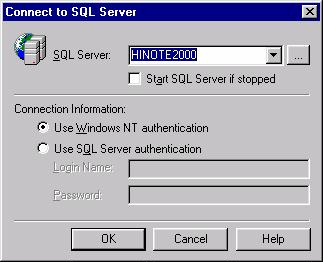 Connect to SQL Server
SQL Server: HINOTE2000 ...
Start SQL Server if stopped
Connection Information:
Use Windows NT authentication
Use SQL Server authentication
Login Name:
Password:
OK Cancel Help